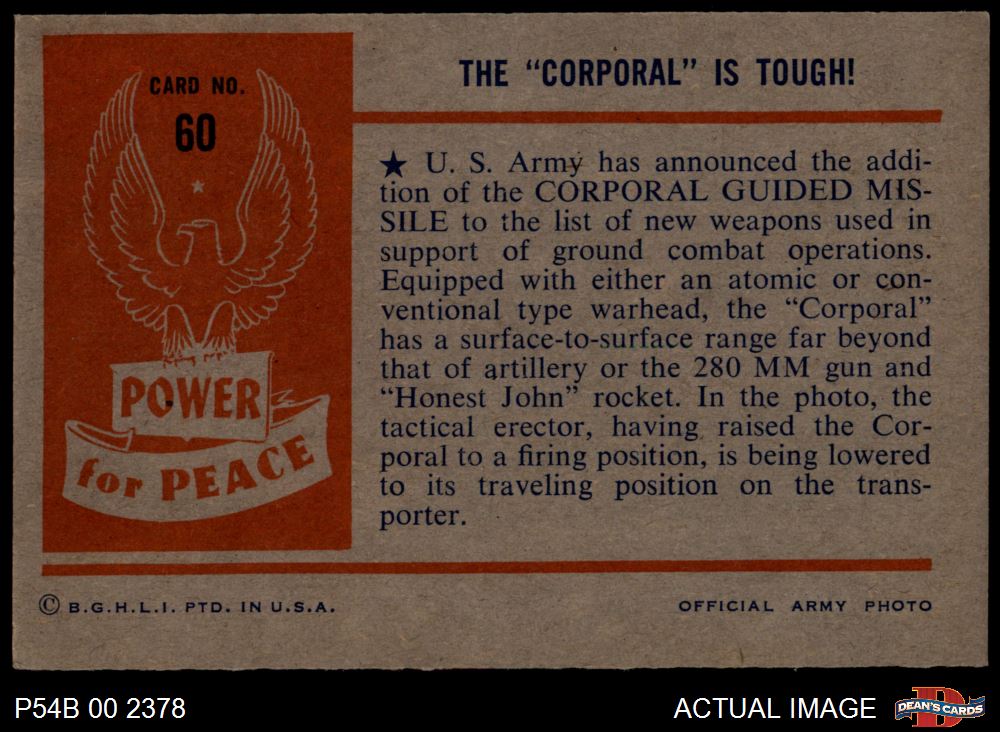 CARD NO.
60
POWER
for PEACE
THE "CORPORAL" IS TOUGH!
★ U. S. Army has announced the addi-
tion of the CORPORAL GUIDED MIS-
SILE to the list of new weapons used in
support of ground combat operations.
Equipped with either an atomic or con-
ventional type warhead, the "Corporal"
has a surface-to-surface range far beyond
that of artillery or the 280 MM gun and
"Honest John" rocket. In the photo, the
tactical erector, having raised the Cor-
poral to a firing position, is being lowered
to its traveling position on the trans-
porter.
© B.G.H.L.I. PTD. IN U.S.A.
OFFICIAL ARMY PHOTO
P54B 00 2378
ACTUAL IMAGE
D
DEAN'S CARDS